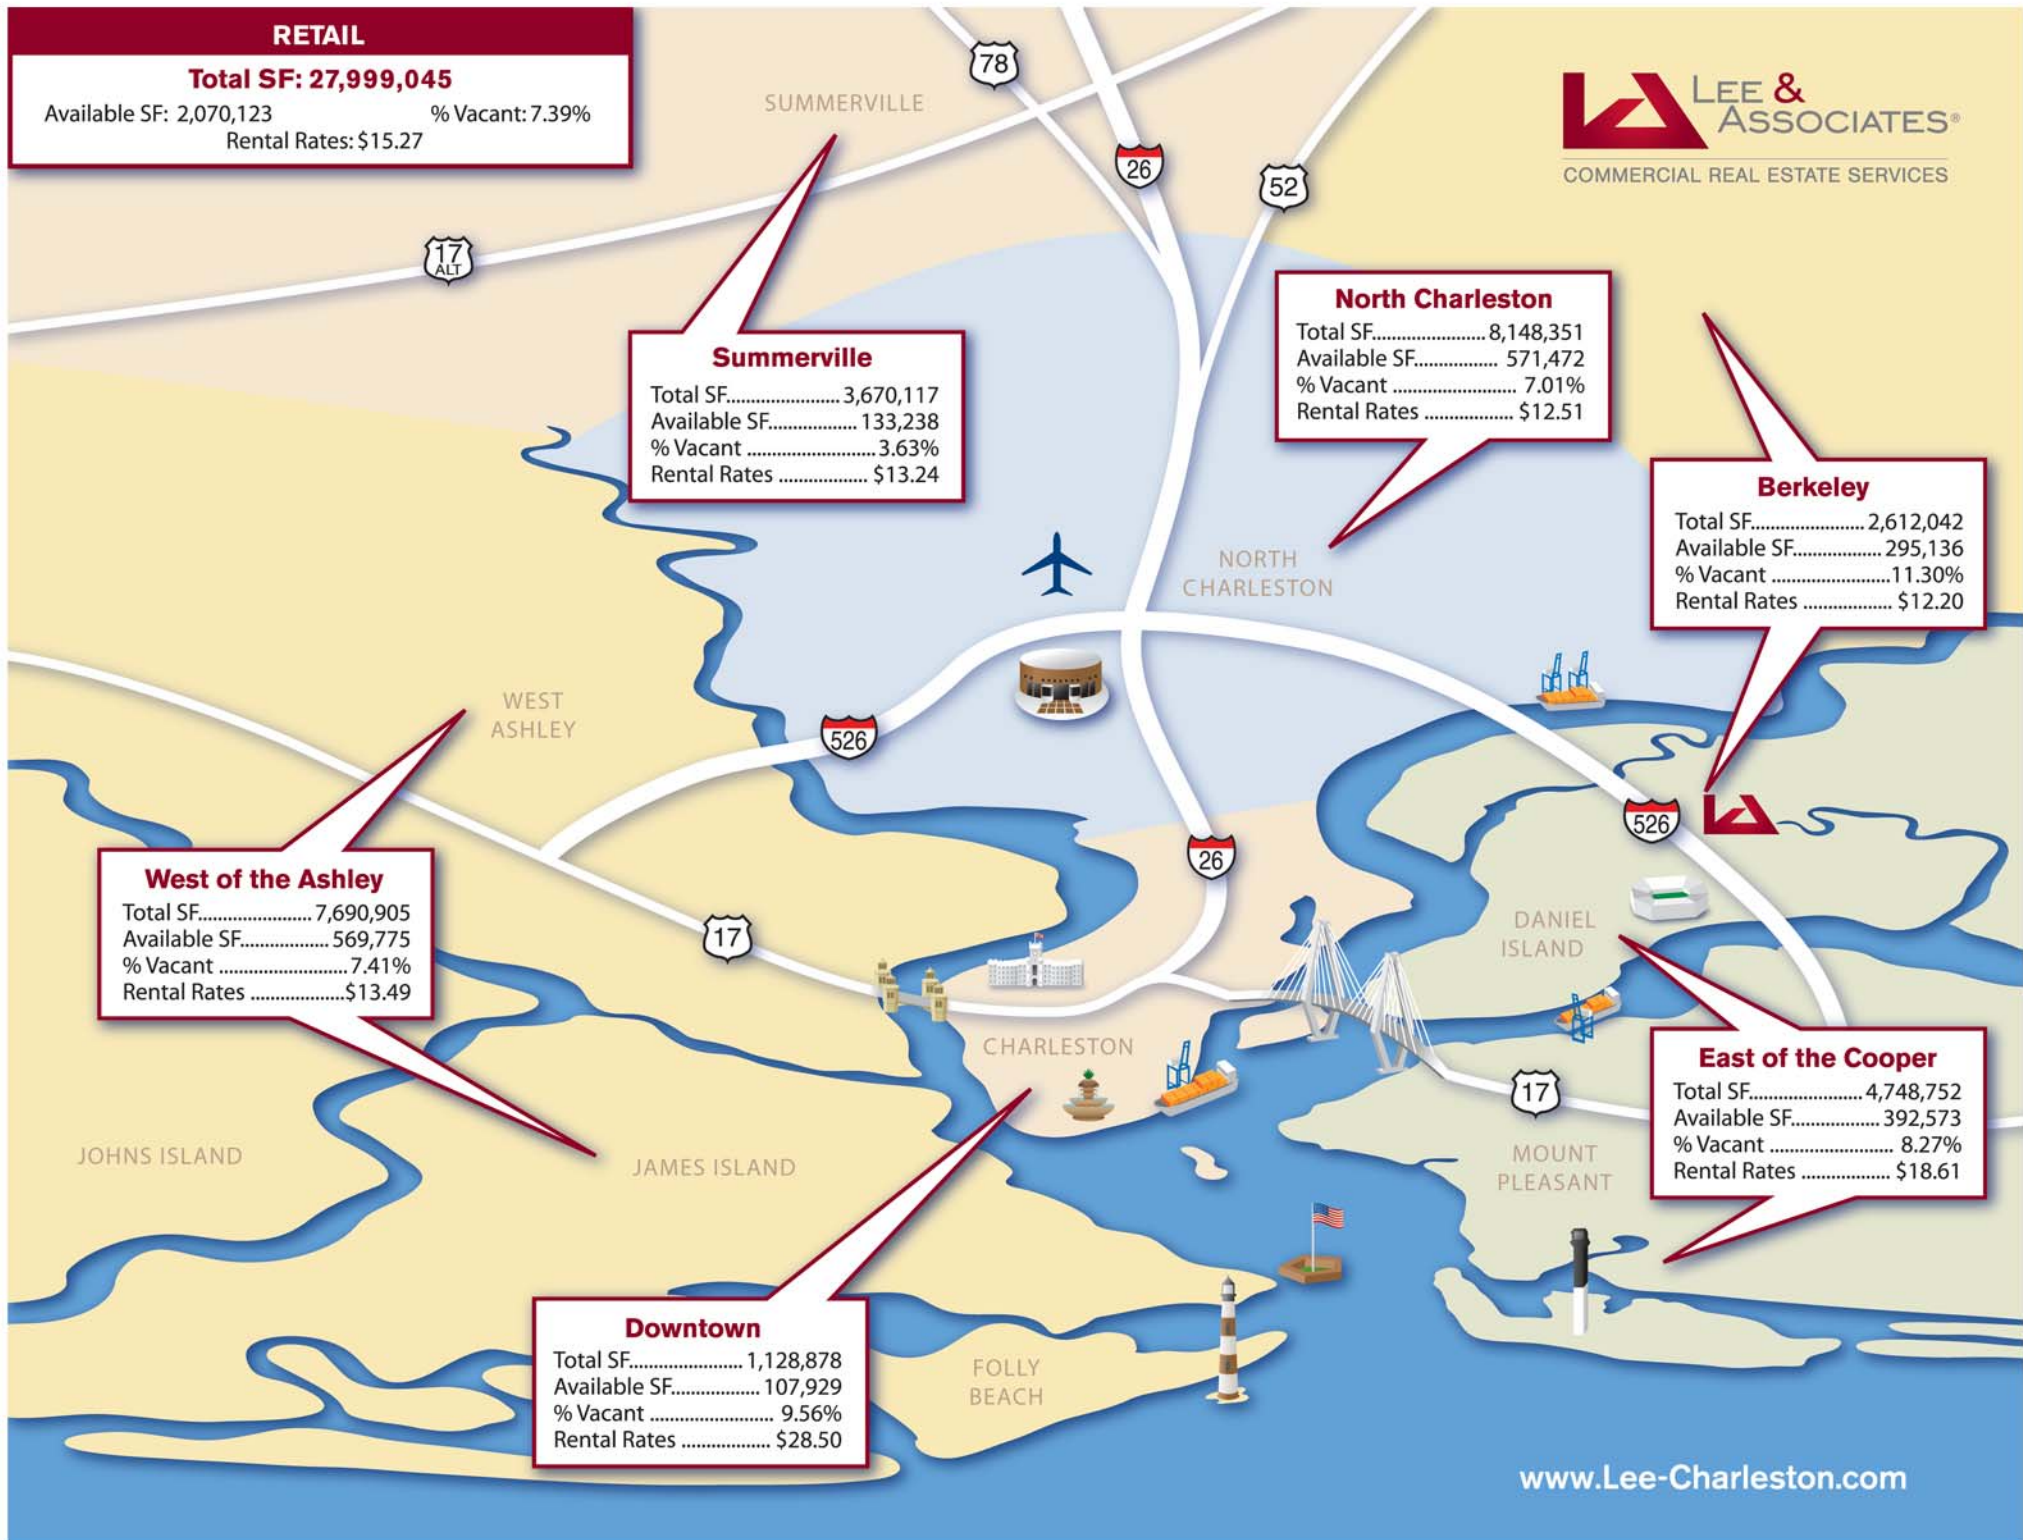 RETAIL
Total SF: 27,999,045
Available SF: 2,070,123 % Vacant: 7.39%
Rental Rates: $15.27
LEE &
ASSOCIATES®
COMMERCIAL REAL ESTATE SERVICES
78
SUMMERVILLE
26
52
17
ALT
North Charleston
Total SF...................... 8,148,351
Available SF................ 571,472
% Vacant ........................ 7.01%
Rental Rates ................. $12.51
Summerville
Total SF...................... 3,670,117
Available SF................. 133,238
% Vacant ......................... 3.63%
Rental Rates ................. $13.24
Berkeley
Total SF...................... 2,612,042
Available SF................. 295,136
% Vacant ....................... 11.30%
Rental Rates ................. $12.20
NORTH
CHARLESTON
WEST
ASHLEY
526
526
26
West of the Ashley
Total SF...................... 7,690,905
Available SF................. 569,775
% Vacant ......................... 7.41%
Rental Rates .................. $13.49
17
DANIEL
ISLAND
CHARLESTON
East of the Cooper
Total SF...................... 4,748,752
Available SF................. 392,573
% Vacant ........................ 8.27%
Rental Rates ................. $18.61
17
JOHNS ISLAND
JAMES ISLAND
MOUNT
PLEASANT
Downtown
Total SF...................... 1,128,878
Available SF................. 107,929
% Vacant ........................ 9.56%
Rental Rates ................. $28.50
FOLLY
BEACH
www.Lee-Charleston.com